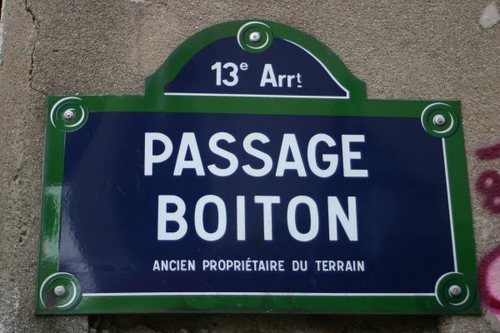 13e Arrt
PASSAGE
BOITON
ANCIEN PROPRIÉTAIRE DU TERRAIN